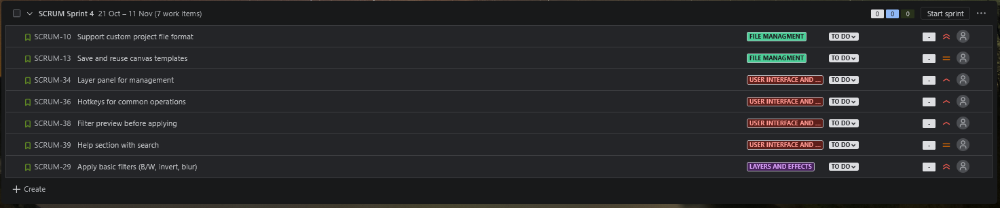 SCRUM Sprint 4 21 Oct – 11 Nov (7 work items) 0 0 0 Start sprint
SCRUM-10 Support custom project file format FILE MANAGMENT TO DO -
SCRUM-13 Save and reuse canvas templates FILE MANAGMENT TO DO -
SCRUM-34 Layer panel for management USER INTERFACE AND ... TO DO -
SCRUM-36 Hotkeys for common operations USER INTERFACE AND ... TO DO -
SCRUM-38 Filter preview before applying USER INTERFACE AND ... TO DO -
SCRUM-39 Help section with search USER INTERFACE AND ... TO DO -
SCRUM-29 Apply basic filters (B/W, invert, blur) LAYERS AND EFFECTS TO DO -
Create